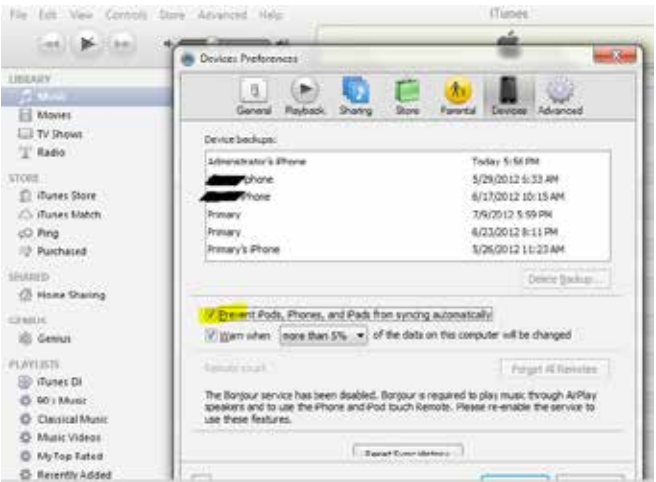 File Edit View Controls Store Advanced Help
iTunes
Devices Preferences
LIBRARY
Music
Movies
TV Shows
Radio
STORE
iTunes Store
iTunes Match
Ping
Purchased
SHARED
Home Sharing
GENIUS
Genius
PLAYLISTS
iTunes DJ
90's Music
Classical Music
Music Videos
My Top Rated
Recently Added
General Playback Sharing Store Parental Devices Advanced
Device backups:
Administrator's iPhone Today 5:56 PM
phone 5/29/2012 6:33 AM
Phone 6/17/2012 10:15 AM
Primary 7/9/2012 5:59 PM
Primary 6/23/2012 8:11 PM
Primary's iPhone 5/26/2012 11:23 AM
Delete Backup...
Prevent iPods, iPhones, and iPads from syncing automatically
Warn when more than 5% of the data on this computer will be changed
Forget All Remotes
The Bonjour service has been disabled. Bonjour is required to play music through AirPlay
speakers and to use the iPhone and iPod touch Remote. Please re-enable the service to
use these features.
Reset Sync History